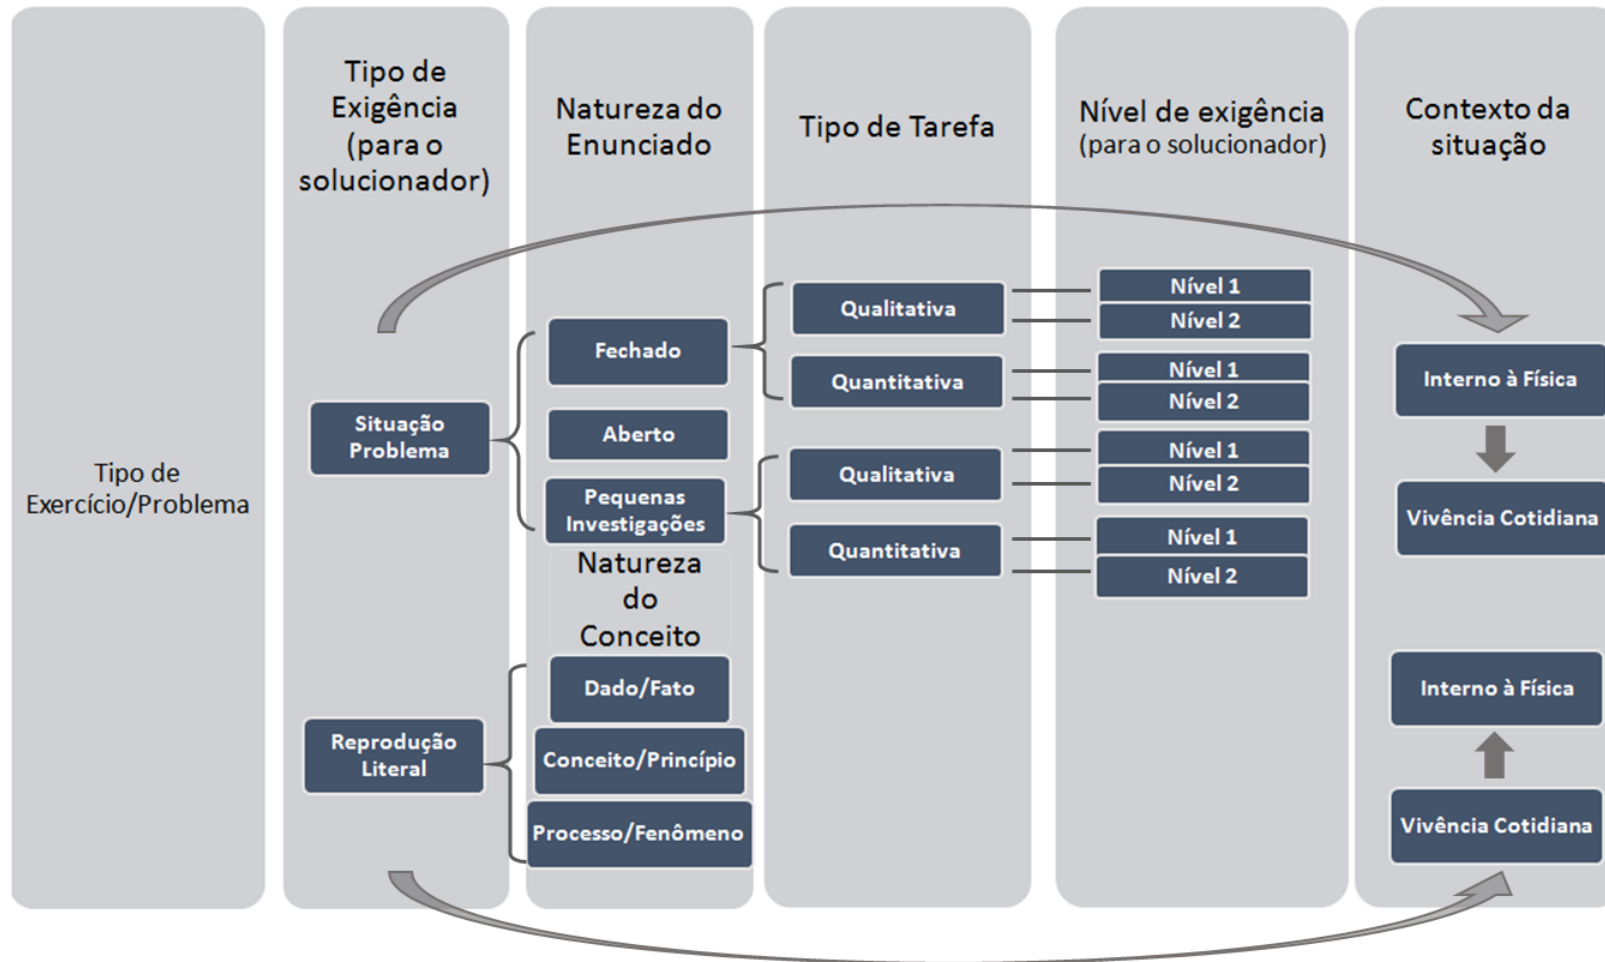 Tipo de
Exercício/Problema
Tipo de
Exigência
(para o
solucionador)
Situação
Problema
Reprodução
Literal
Natureza do
Enunciado
Fechado
Aberto
Pequenas
Investigações
Natureza
do
Conceito
Dado/Fato
Conceito/Princípio
Processo/Fenômeno
Tipo de Tarefa
Qualitativa
Quantitativa
Qualitativa
Quantitativa
Nível de exigência
(para o solucionador)
Nível 1
Nível 2
Nível 1
Nível 2
Nível 1
Nível 2
Nível 1
Nível 2
Contexto da
situação
Interno à Física
Vivência Cotidiana
Interno à Física
Vivência Cotidiana